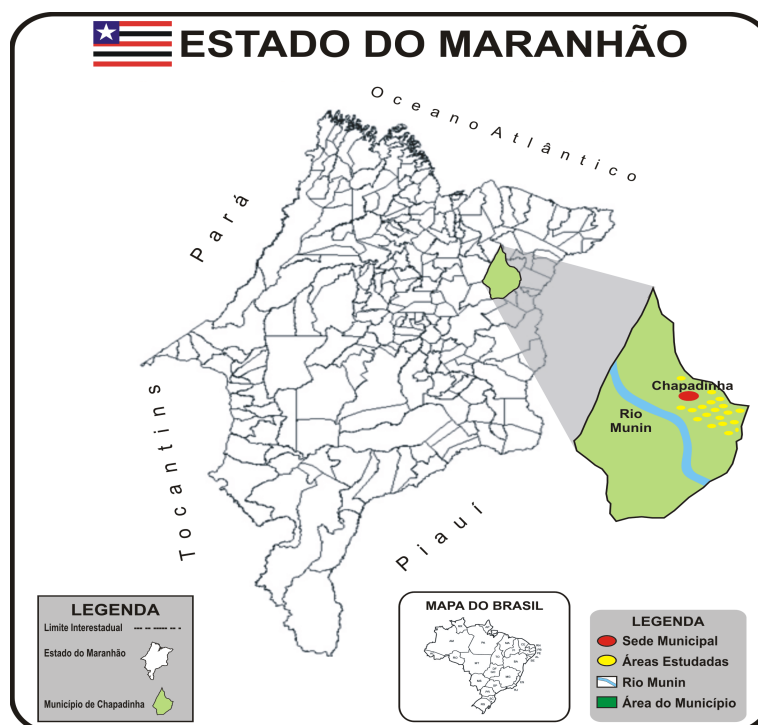 ESTADO DO MARANHÃO
Oceano Atlântico
Pará
Tocantins
Piauí
Chapadinha
Rio
Munin
LEGENDA
Limite Interestadual
Estado do Maranhão
Município de Chapadinha
MAPA DO BRASIL
LEGENDA
Sede Municipal
Áreas Estudadas
Rio Munin
Área do Município